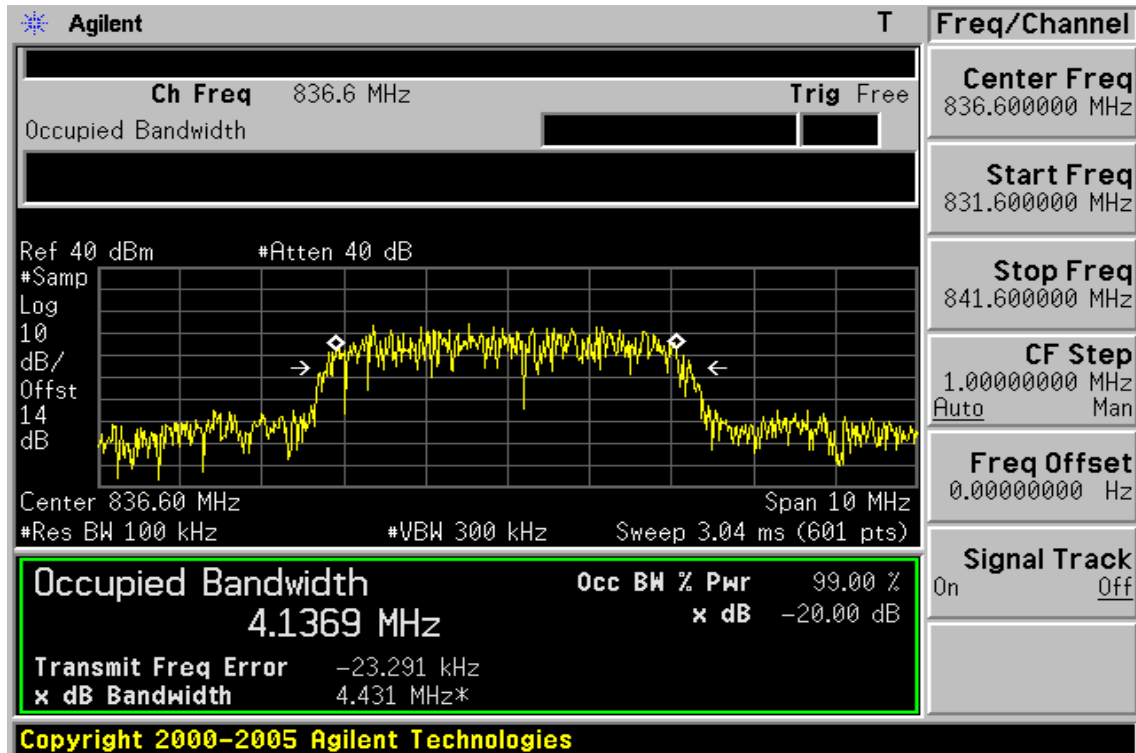 Agilent T
Freq/Channel
Ch Freq 836.6 MHz Trig Free
Occupied Bandwidth
Center Freq
836.600000 MHz
Start Freq
831.600000 MHz
Stop Freq
841.600000 MHz
CF Step
1.00000000 MHz
Auto Man
Freq Offset
0.00000000 Hz
Signal Track
On Off
Ref 40 dBm #Atten 40 dB
#Samp
Log
10
dB/
Offst
14
dB
Center 836.60 MHz Span 10 MHz
#Res BW 100 kHz #VBW 300 kHz Sweep 3.04 ms (601 pts)
Occupied Bandwidth
4.1369 MHz
Occ BW % Pwr 99.00 %
x dB -20.00 dB
Transmit Freq Error -23.291 kHz
x dB Bandwidth 4.431 MHz*
Copyright 2000-2005 Agilent Technologies